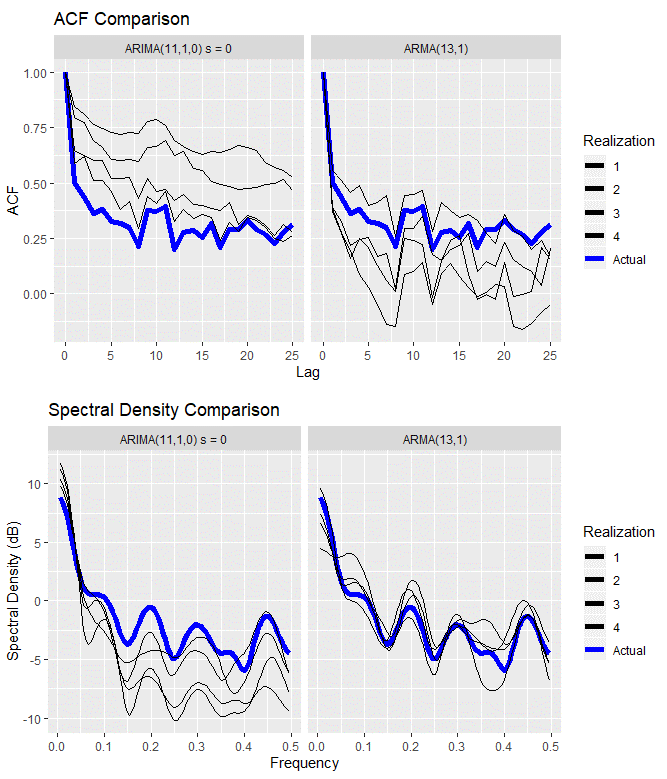 ACF Comparison
ARIMA(11,1,0) s = 0
ARMA(13,1)
ACF
1.00
0.75
0.50
0.25
0.00
0 5 10 15 20 25
0 5 10 15 20 25
Lag
Realization
1
2
3
4
Actual
Spectral Density Comparison
ARIMA(11,1,0) s = 0
ARMA(13,1)
Spectral Density (dB)
10
5
0
-5
-10
0.0 0.1 0.2 0.3 0.4 0.5
0.0 0.1 0.2 0.3 0.4 0.5
Frequency
Realization
1
2
3
4
Actual